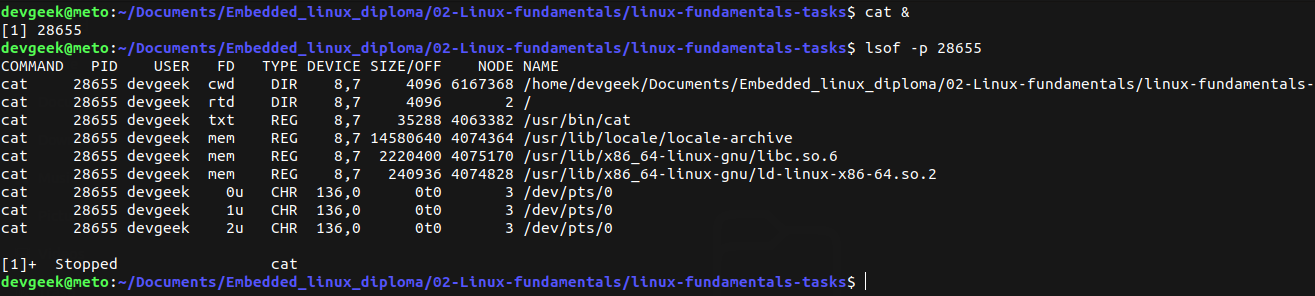 devgeek@meto:~/Documents/Embedded_linux_diploma/02-Linux-fundamentals/linux-fundamentals-tasks$ cat &
[1] 28655
devgeek@meto:~/Documents/Embedded_linux_diploma/02-Linux-fundamentals/linux-fundamentals-tasks$ lsof -p 28655
COMMAND   PID    USER   FD   TYPE DEVICE SIZE/OFF    NODE NAME
cat     28655 devgeek  cwd    DIR    8,7     4096 6167368 /home/devgeek/Documents/Embedded_linux_diploma/02-Linux-fundamentals/linux-fundamentals-
cat     28655 devgeek  rtd    DIR    8,7     4096       2 /
cat     28655 devgeek  txt    REG    8,7    35288 4063382 /usr/bin/cat
cat     28655 devgeek  mem    REG    8,7 14580640 4074364 /usr/lib/locale/locale-archive
cat     28655 devgeek  mem    REG    8,7  2220400 4075170 /usr/lib/x86_64-linux-gnu/libc.so.6
cat     28655 devgeek  mem    REG    8,7   240936 4074828 /usr/lib/x86_64-linux-gnu/ld-linux-x86-64.so.2
cat     28655 devgeek    0u   CHR  136,0      0t0       3 /dev/pts/0
cat     28655 devgeek    1u   CHR  136,0      0t0       3 /dev/pts/0
cat     28655 devgeek    2u   CHR  136,0      0t0       3 /dev/pts/0
[1]+  Stopped                 cat
devgeek@meto:~/Documents/Embedded_linux_diploma/02-Linux-fundamentals/linux-fundamentals-tasks$